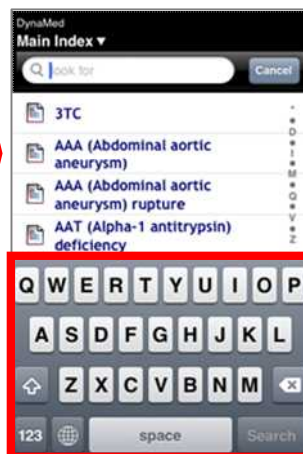 DynaMed
Main Index ▼
look for
Cancel
3TC
AAA (Abdominal aortic
aneurysm)
AAA (Abdominal aortic
aneurysm) rupture
AAT (Alpha-1 antitrypsin)
deficiency
D
I
M
Q
V
Z
Q W E R T Y U I O P
A S D F G H J K L
Z X C V B N M
123 space Search